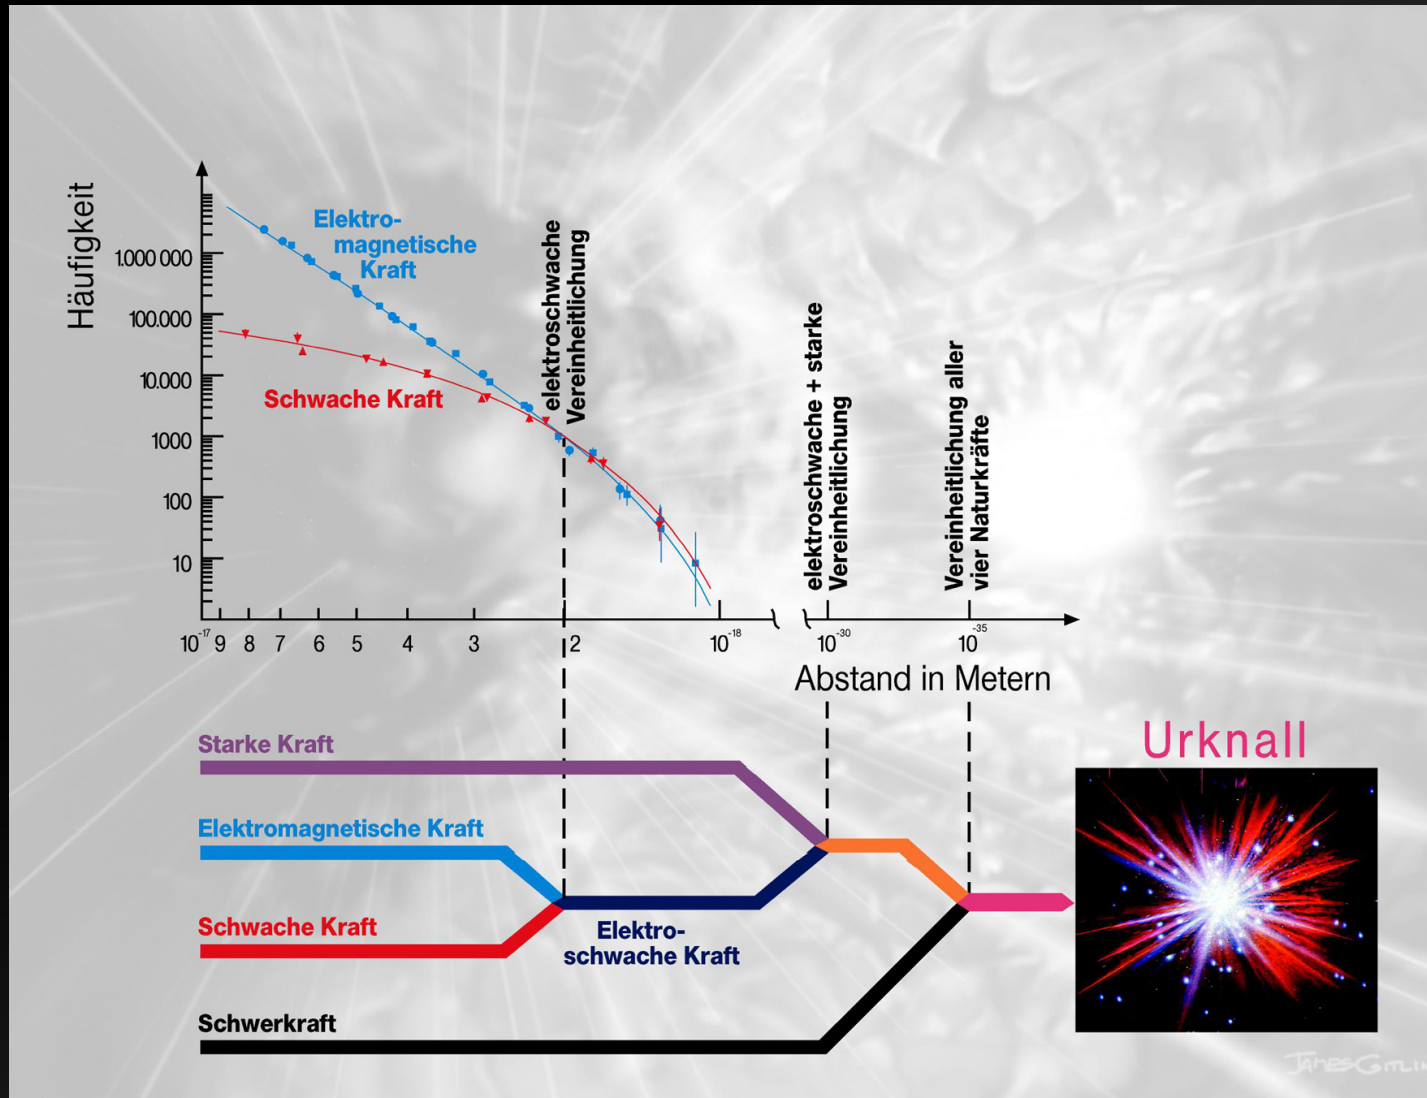 Häufigkeit
Elektro-
magnetische
Kraft
1.000 000
100.000
10.000
1000
100
10
Schwache Kraft
elektroschwache
Vereinheitlichung
elektroschwache + starke
Vereinheitlichung
Vereinheitlichung aller
vier Naturkräfte
10⁻¹⁷ 9 8 7 6 5 4 3 2 10⁻¹⁸ 10⁻³⁰ 10⁻³⁵
Abstand in Metern
Urknall
Starke Kraft
Elektromagnetische Kraft
Schwache Kraft
Elektro-
schwache Kraft
Schwerkraft